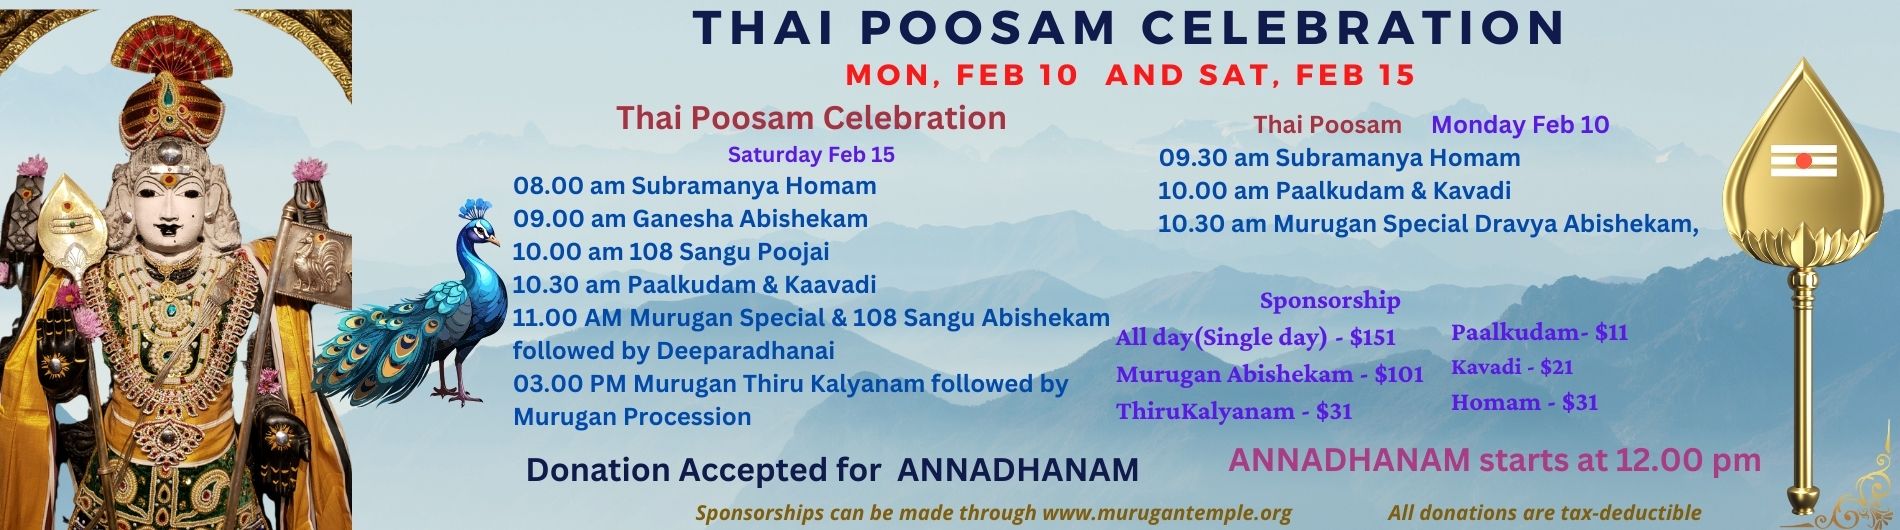 THAI POOSAM CELEBRATION
MON, FEB 10 AND SAT, FEB 15
Thai Poosam Celebration
Saturday Feb 15
08.00 am Subramanya Homam
09.00 am Ganesha Abishekam
10.00 am 108 Sangu Poojai
10.30 am Paalkudam & Kaavadi
11.00 AM Murugan Special & 108 Sangu Abishekam
followed by Deeparadhanai
03.00 PM Murugan Thiru Kalyanam followed by
Murugan Procession
Thai Poosam Monday Feb 10
09.30 am Subramanya Homam
10.00 am Paalkudam & Kavadi
10.30 am Murugan Special Dravya Abishekam,
Sponsorship
All day(Single day) - $151
Murugan Abishekam - $101
ThiruKalyanam - $31
Paalkudam- $11
Kavadi - $21
Homam - $31
Donation Accepted for ANNADHANAM
ANNADHANAM starts at 12.00 pm
Sponsorships can be made through www.murugantemple.org
All donations are tax-deductible